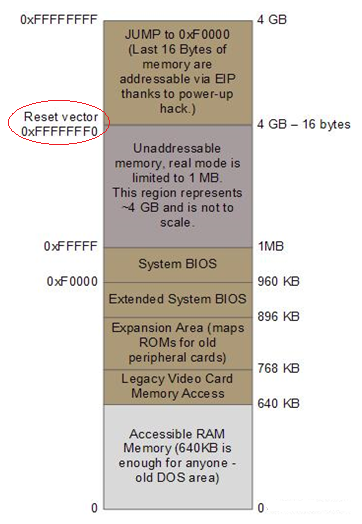 0xFFFFFFFF
4 GB
JUMP to 0xF0000
(Last 16 Bytes of
memory are
addressable via EIP
thanks to power-up
hack.)
Reset vector
0xFFFFFFF0
4 GB – 16 bytes
Unaddressable
memory, real mode is
limited to 1 MB.
This region represents
~4 GB and is not to
scale.
0xFFFFF
1MB
System BIOS
0xF0000
960 KB
Extended System BIOS
896 KB
Expansion Area (maps
ROMs for old
peripheral cards)
768 KB
Legacy Video Card
Memory Access
640 KB
Accessible RAM
Memory (640KB is
enough for anyone -
old DOS area)
0
0